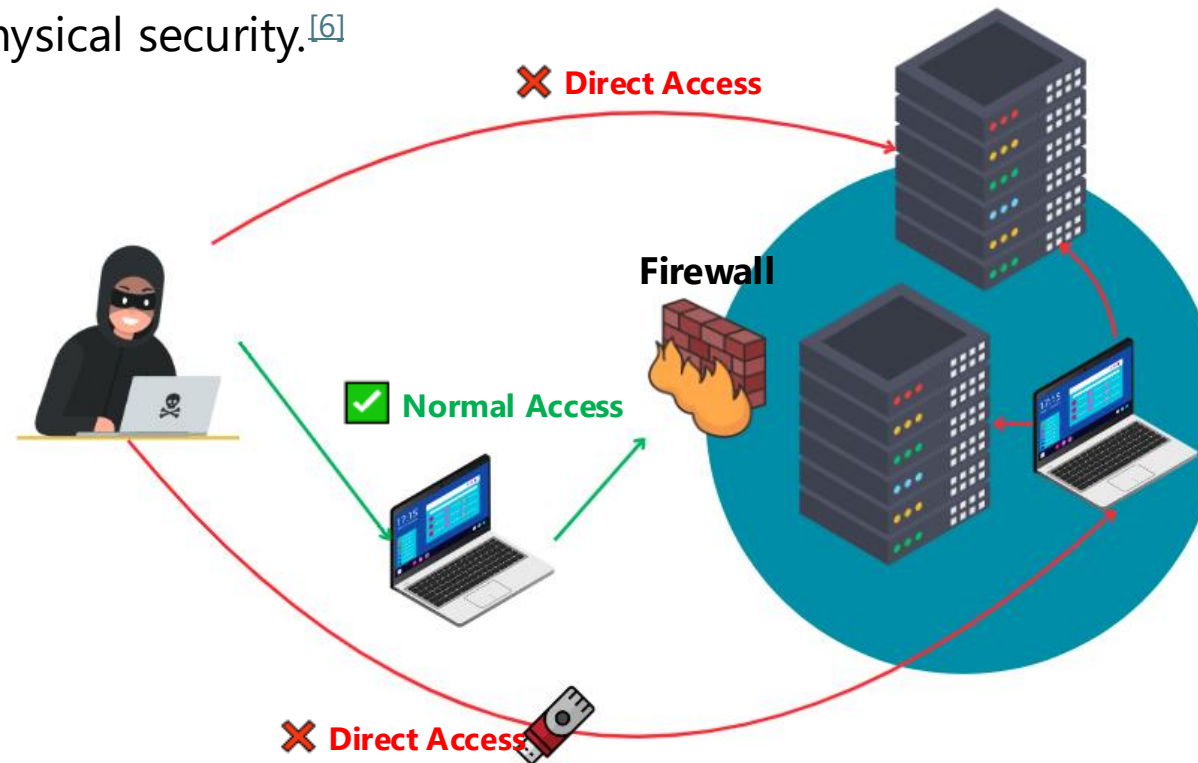 hysical security.[6]
Direct Access
Firewall
Normal Access
17:15
17:15
Direct Access